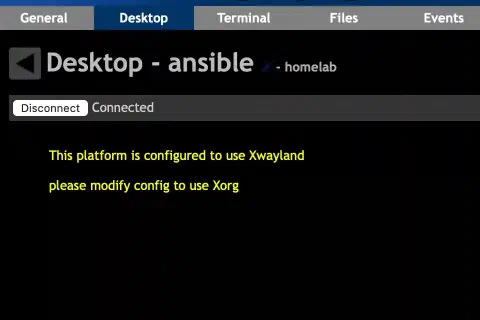 General Desktop Terminal Files Events
Desktop - ansible - homelab
Disconnect Connected
This platform is configured to use Xwayland
please modify config to use Xorg